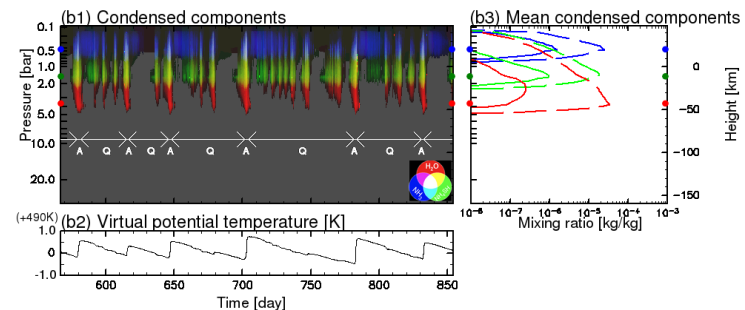 (b1) Condensed components
(b3) Mean condensed components
0.1
0.5
1.0
2.0
10.0
20.0
Pressure [bar]
A Q A Q A Q A Q A Q A
H₂O
NH₃
0
−50
−100
−150
Height [km]
10⁻⁸ 10⁻⁷ 10⁻⁶ 10⁻⁵ 10⁻⁴ 10⁻³
Mixing ratio [kg/kg]
(+490K)
(b2) Virtual potential temperature [K]
1.0
0
-1.0
600 650 700 750 800 850
Time [day]